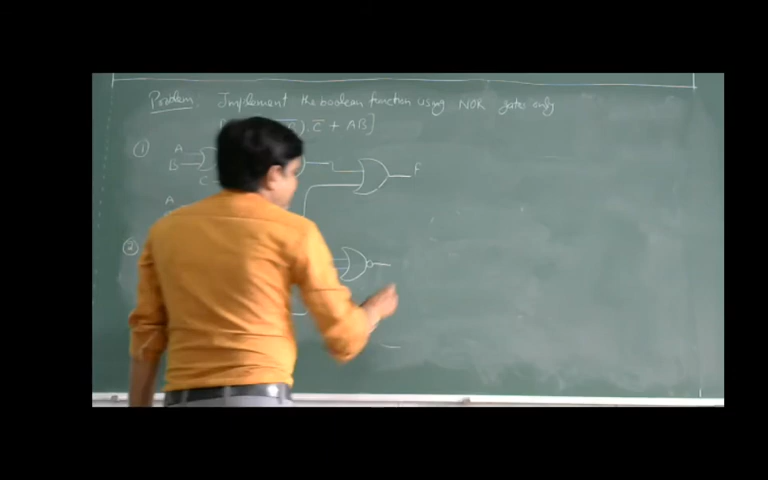 Problem: Implement the boolean function using NOR gates only
). C̅ + AB]
① A
B
C
F
A
②